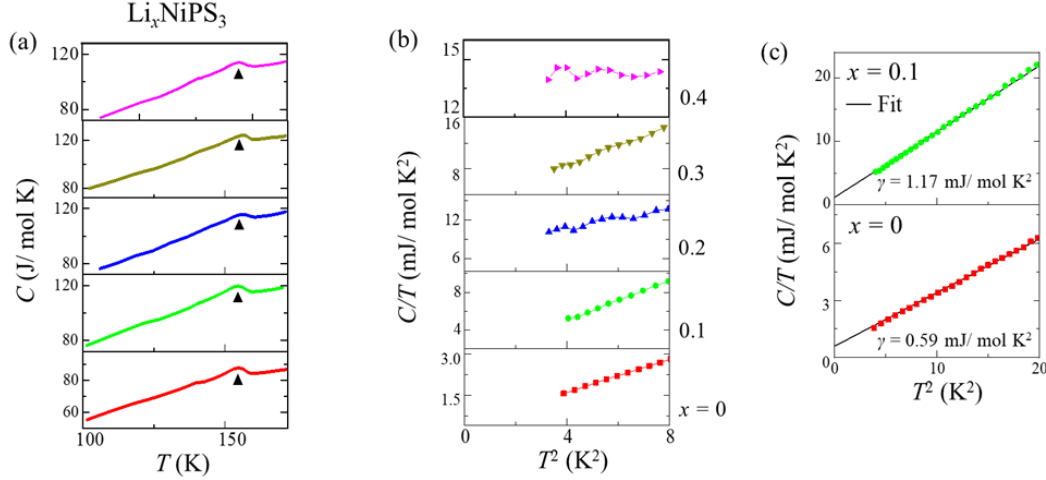 LixNiPS3
(a)
C (J/ mol K)
120
80
120
80
120
80
120
80
80
60
100
150
T (K)
(b)
C/T (mJ/ mol K2)
15
12
0.4
16
8
0.3
12
6
0.2
8
4
0.1
3.0
1.5
x = 0
0
4
8
T2 (K2)
(c)
C/T (mJ/ mol K2)
20
10
0
x = 0.1
Fit
γ = 1.17 mJ/ mol K2
6
3
0
x = 0
γ = 0.59 mJ/ mol K2
0
10
20
T2 (K2)